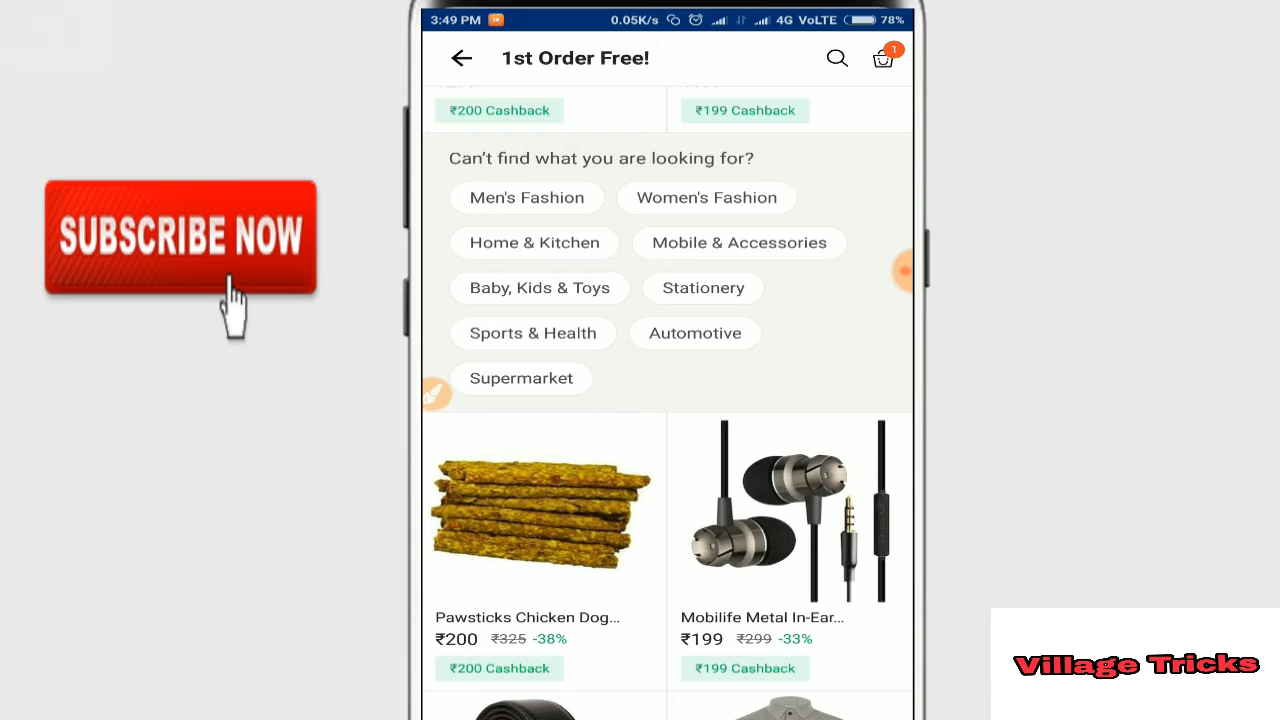 3:49 PM 0.05K/s 4G VoLTE 78%
1st Order Free!
1
₹200 Cashback ₹199 Cashback
Can't find what you are looking for?
Men's Fashion Women's Fashion
Home & Kitchen Mobile & Accessories
Baby, Kids & Toys Stationery
Sports & Health Automotive
Supermarket
SUBSCRIBE NOW
Pawsticks Chicken Dog... Mobilife Metal In-Ear...
₹200 ₹325 -38% ₹199 ₹299 -33%
₹200 Cashback ₹199 Cashback
Village Tricks